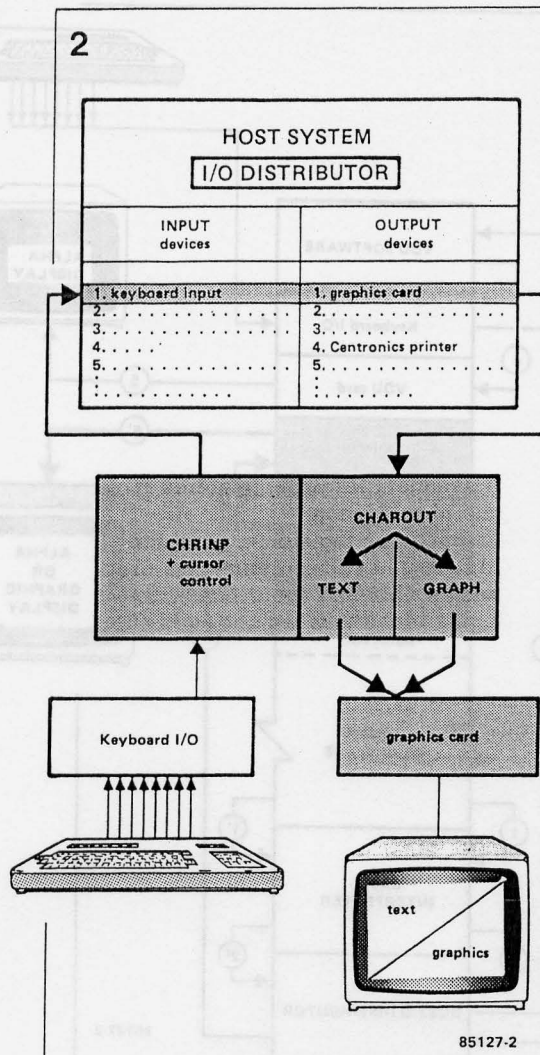 2
HOST SYSTEM
I/O DISTRIBUTOR
INPUT
devices
OUTPUT
devices
1. keyboard input
2. . . . . . . . . . . . . . . . . .
3. . . . . . . . . . . . . . . . . .
4. . . . . .
5. . . . . . . . . . . . . . . . . .
: . . . . . . . . . . .
1. graphics card
2. . . . . . . . . . . . . . . . . .
3. . . . . . . . . . . . . . . . . .
4. Centronics printer
5. . . . . . . . . . . . . . . . . .
: . . . . . . . . . . .
CHRINP
+ cursor
control
CHAROUT
TEXT
GRAPH
Keyboard I/O
graphics card
text
graphics
85127-2